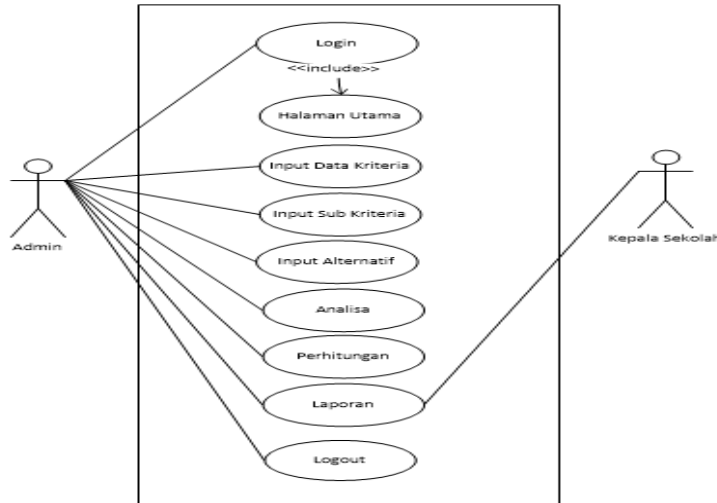 Login
<<include>>
Halaman Utama
Input Data Kriteria
Input Sub Kriteria
Input Alternatif
Analisa
Perhitungan
Laporan
Logout
Admin
Kepala Sekolah